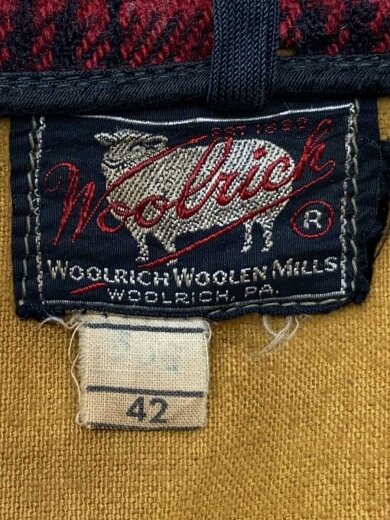 EST 1830
Woolrich
R
WOOLRICH WOOLEN MILLS
WOOLRICH, PA.
42